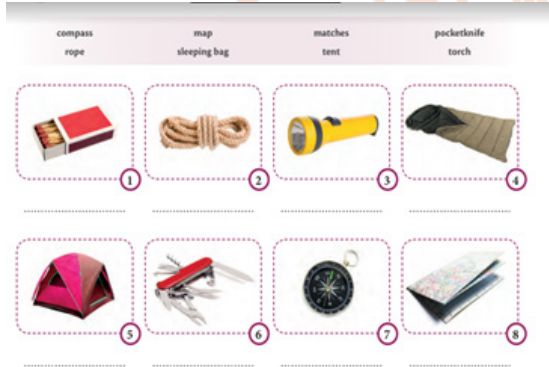 compass map matches pocketknife
rope sleeping bag tent torch
1 2 3 4
5 6 7 8